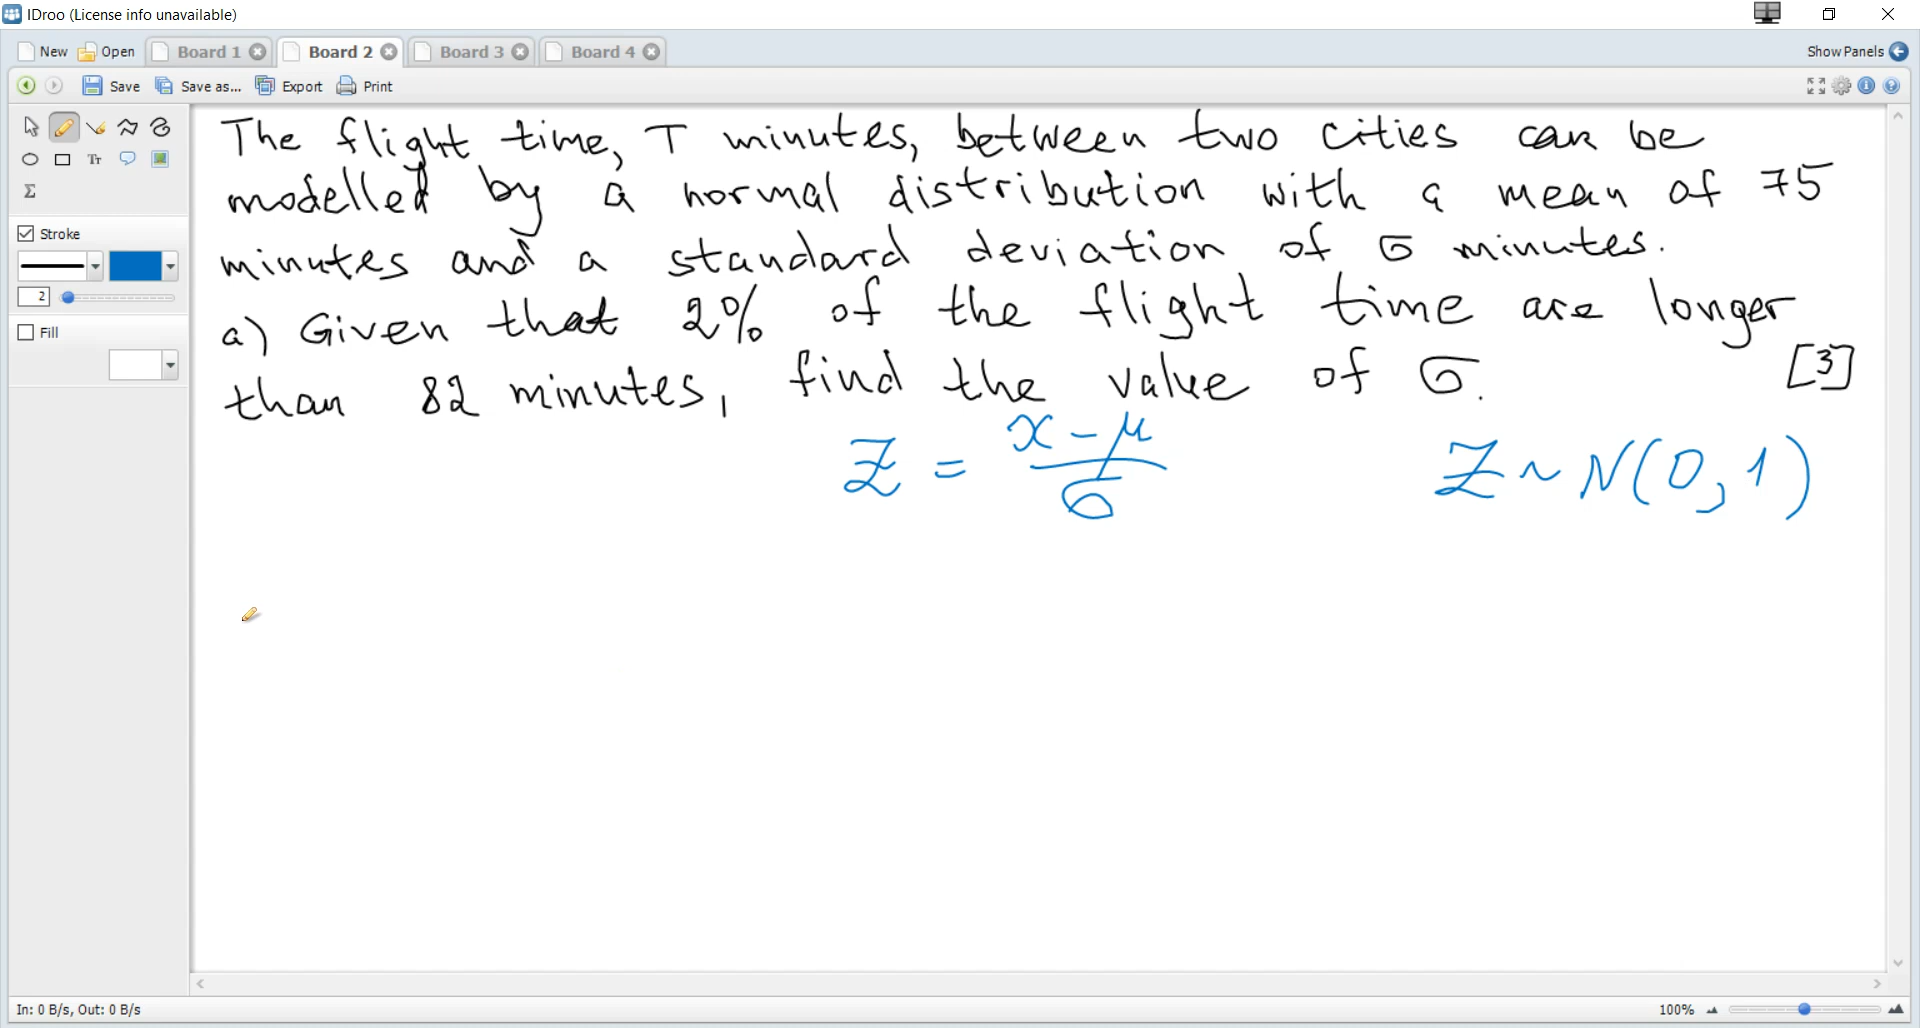 IDroo (License info unavailable)
New Open Board 1 Board 2 Board 3 Board 4 Show Panels
Save Save as... Export Print
Tt
Σ
Stroke
2
Fill
The flight time, T minutes, between two cities can be
modelled by a normal distribution with a mean of 75
minutes and a standard deviation of σ minutes.
a) Given that 2% of the flight time are longer
than 82 minutes, find the value of σ. [3]
Z = (x - μ)/σ Z ~ N(0, 1)
In: 0 B/s, Out: 0 B/s 100%